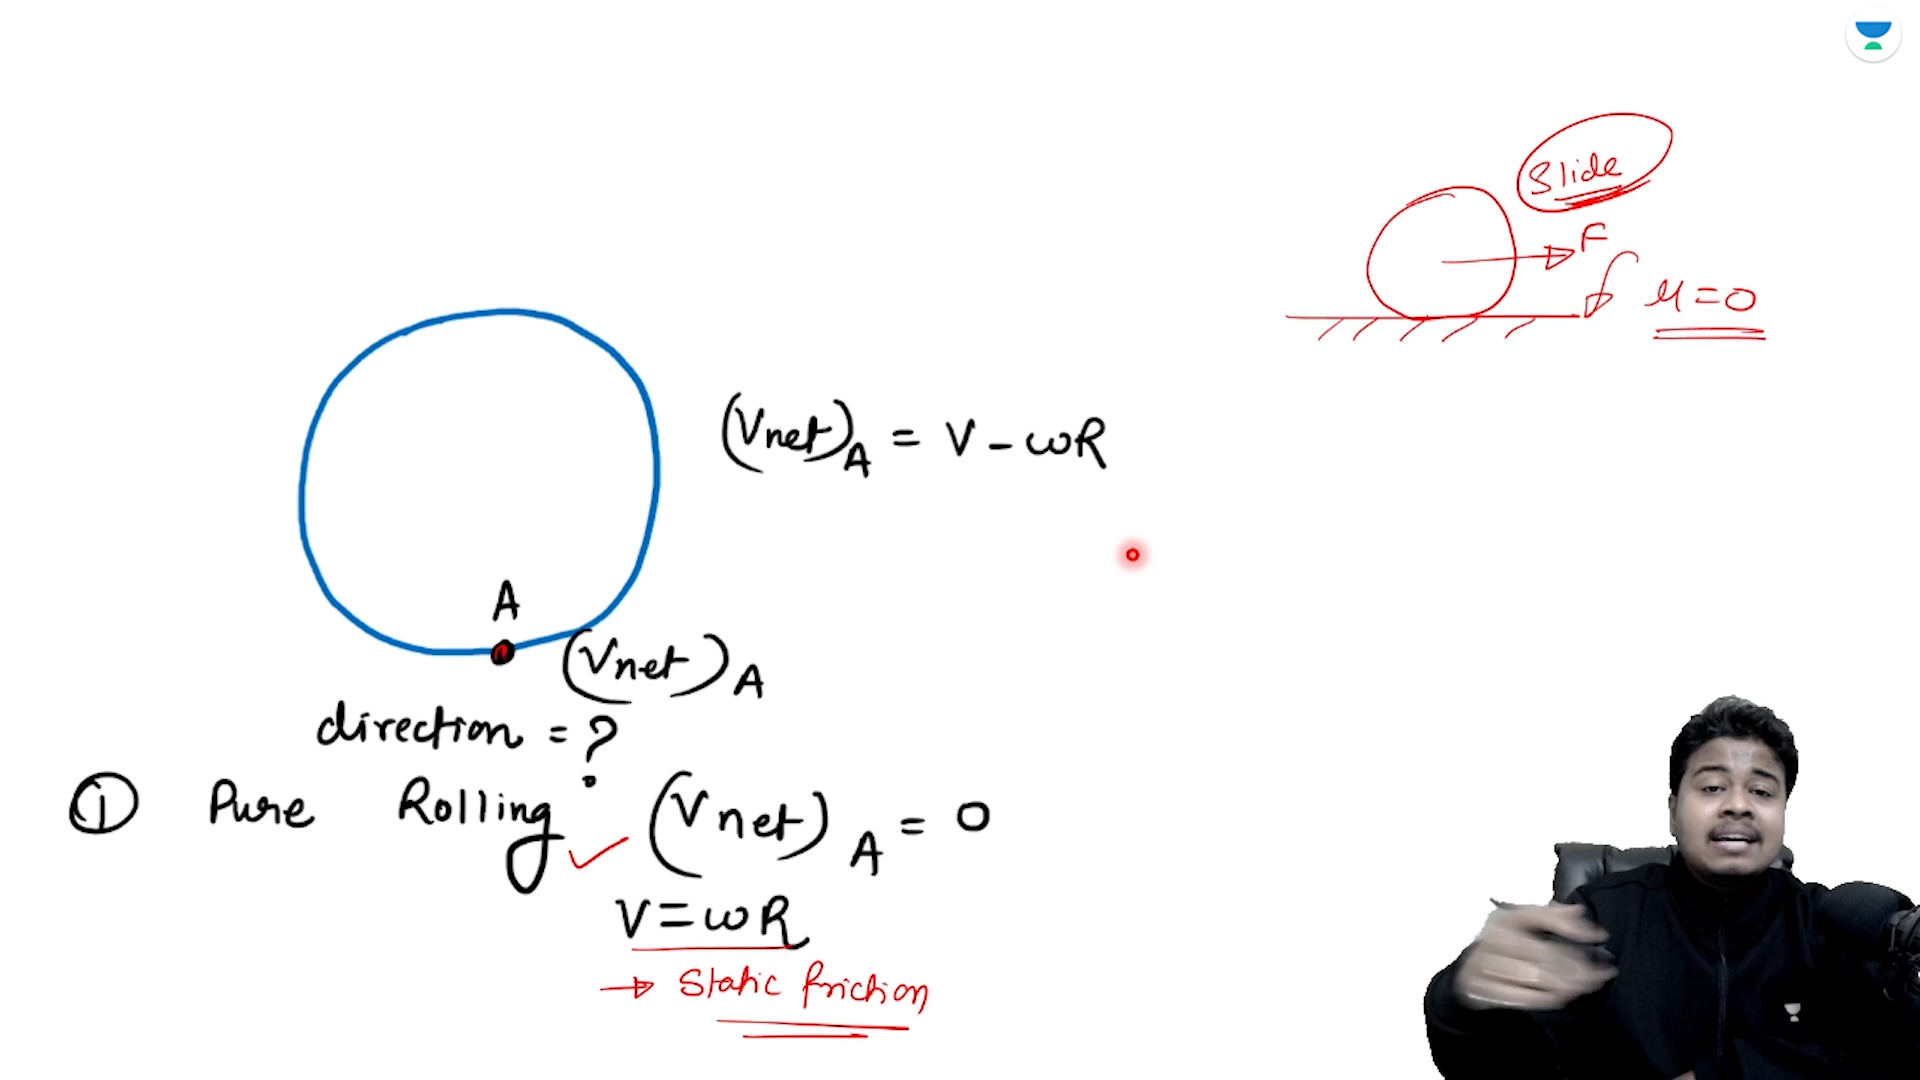 Slide
F
μ=0
(Vnet)A = V-ωR
A
(Vnet)A
direction = ?
① Pure Rolling (Vnet)A = 0
V=ωR
→ Static friction